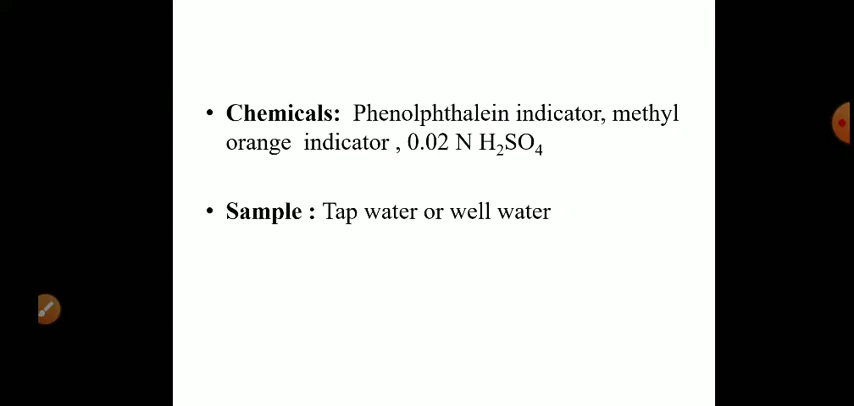 • Chemicals:  Phenolphthalein indicator, methyl
orange  indicator , 0.02 N H₂SO₄
• Sample : Tap water or well water